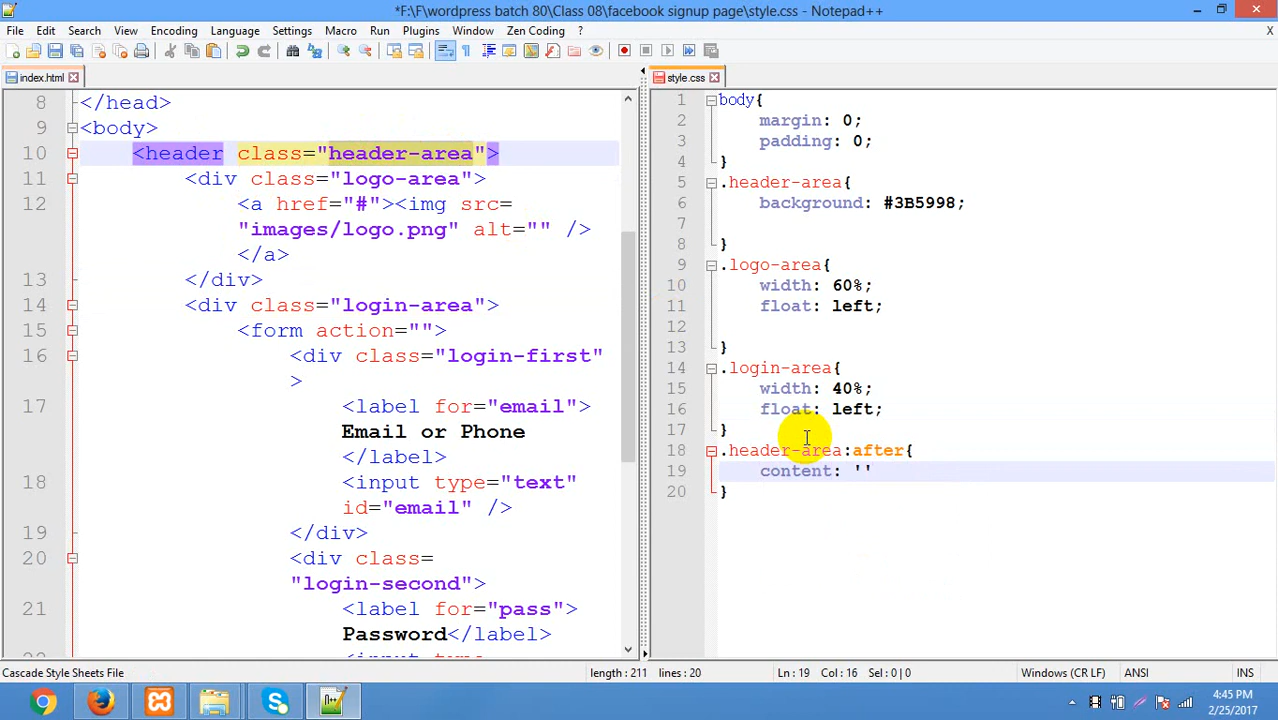 *F:\F\wordpress batch 80\Class 08\facebook signup page\style.css - Notepad++
File Edit Search View Encoding Language Settings Macro Run Plugins Window Zen Coding ? X
index.html
style.css
8 </head>
9 <body>
10 <header class="header-area">
11 <div class="logo-area">
12 <a href="#"><img src=
"images/logo.png" alt="" />
</a>
13 </div>
14 <div class="login-area">
15 <form action="">
16 <div class="login-first"
>
17 <label for="email">
Email or Phone
</label>
18 <input type="text"
id="email" />
19 </div>
20 <div class=
"login-second">
21 <label for="pass">
Password</label>
1 body{
2 margin: 0;
3 padding: 0;
4 }
5 .header-area{
6 background: #3B5998;
7
8 }
9 .logo-area{
10 width: 60%;
11 float: left;
12
13 }
14 .login-area{
15 width: 40%;
16 float: left;
17 }
18 .header-area:after{
19 content: ''
20 }
Cascade Style Sheets File length : 211 lines : 20 Ln : 19 Col : 16 Sel : 0 | 0 Windows (CR LF) ANSI INS
4:45 PM
2/25/2017